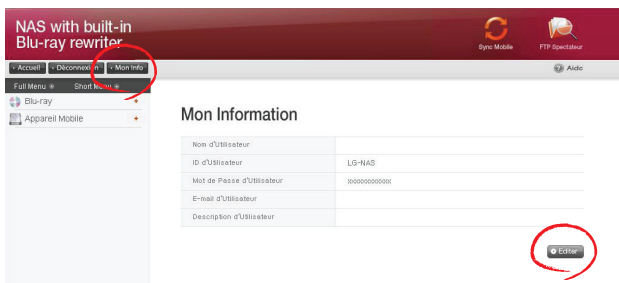 NAS with built-in
Blu-ray rewriter
Sync Mobile
FTP Spectateur
Accueil Déconnexion Mon Info
Aide
Full Menu Short Menu
Blu-ray
Appareil Mobile
Mon Information
Nom d'Utilisateur
ID d'Utilisateur LG-NAS
Mot de Passe d'Utilisateur xxxxxxxxxxxx
E-mail d'Utilisateur
Description d'Utilisateur
Editer